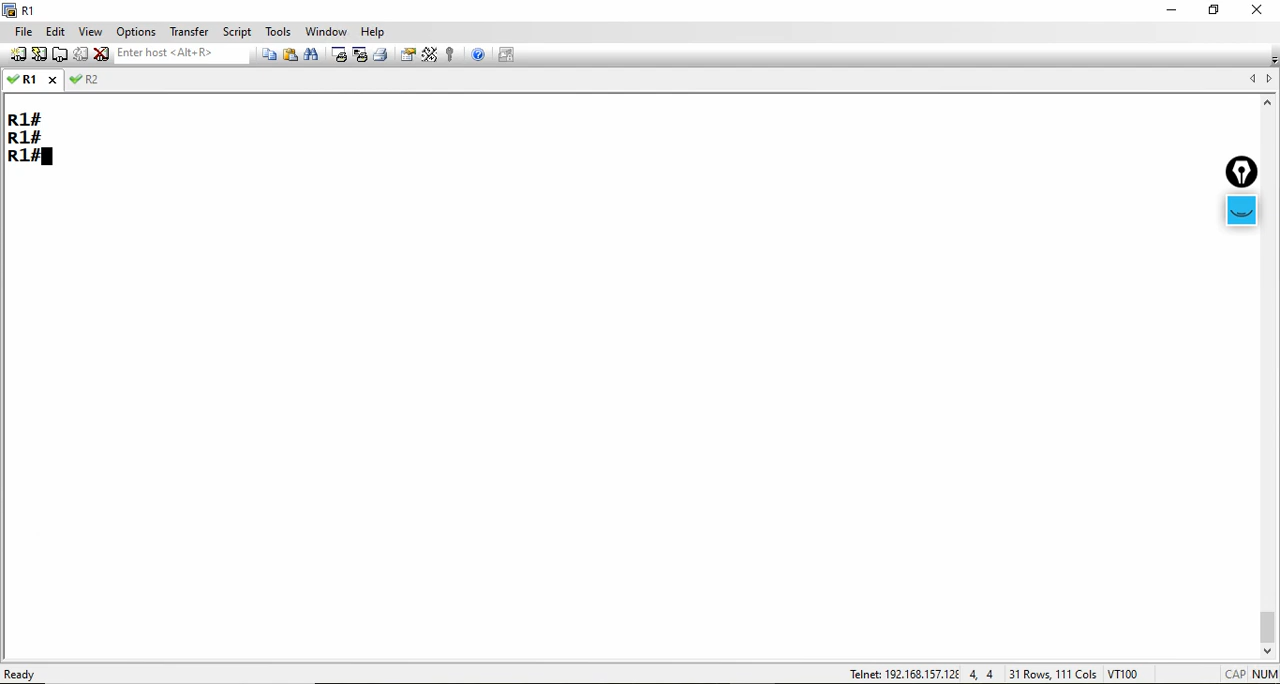 R1
File Edit View Options Transfer Script Tools Window Help
Enter host <Alt+R>
R1 R2
R1#
R1#
R1#
Ready Telnet: 192.168.157.128 4, 4 31 Rows, 111 Cols VT100 CAP NUM